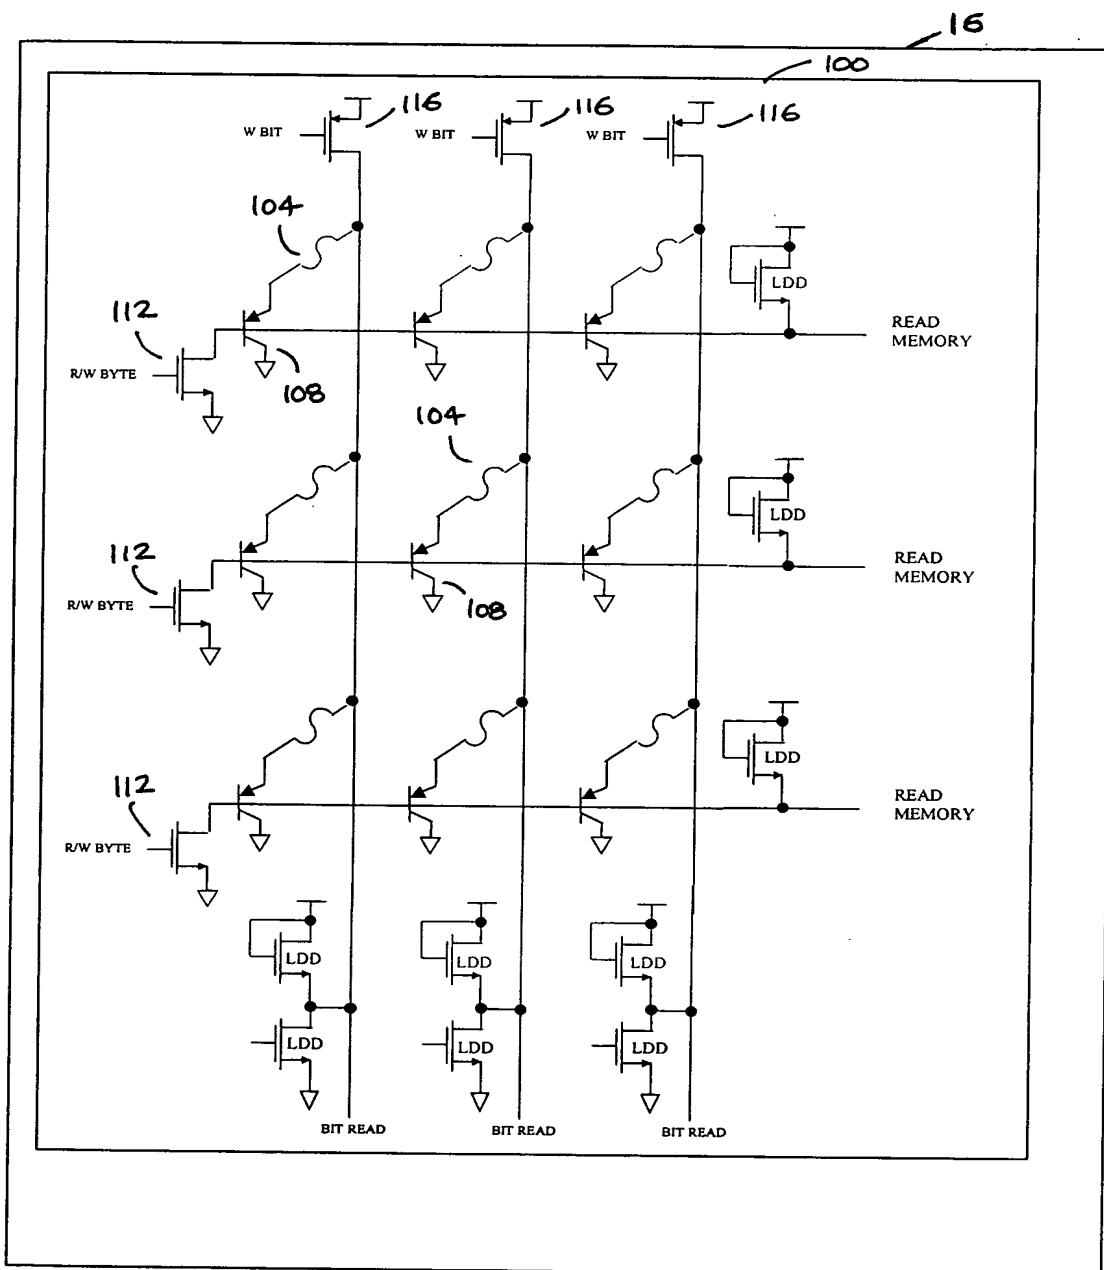 16
100
116
116
116
W BIT
W BIT
W BIT
104
LDD
112
READ
MEMORY
R/W BYTE
108
104
LDD
112
READ
MEMORY
R/W BYTE
108
LDD
112
READ
MEMORY
R/W BYTE
LDD
LDD
LDD
LDD
LDD
LDD
BIT READ
BIT READ
BIT READ